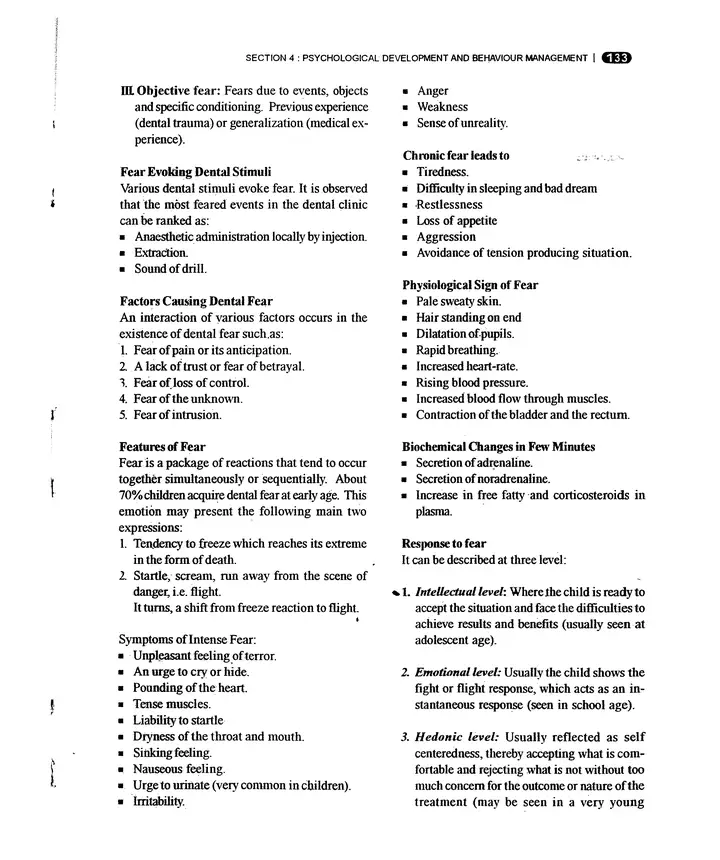 SECTION 4 : PSYCHOLOGICAL DEVELOPMENT AND BEHAVIOUR MANAGEMENT | 133
III. Objective fear: Fears due to events, objects
and specific conditioning. Previous experience
(dental trauma) or generalization (medical ex-
perience).
Fear Evoking Dental Stimuli
Various dental stimuli evoke fear. It is observed
that the most feared events in the dental clinic
can be ranked as:
▪ Anaesthetic administration locally by injection.
▪ Extraction.
▪ Sound of drill.
Factors Causing Dental Fear
An interaction of various factors occurs in the
existence of dental fear such as:
1. Fear of pain or its anticipation.
2. A lack of trust or fear of betrayal.
3. Fear of loss of control.
4. Fear of the unknown.
5. Fear of intrusion.
Features of Fear
Fear is a package of reactions that tend to occur
together simultaneously or sequentially. About
70% children acquire dental fear at early age. This
emotion may present the following main two
expressions:
1. Tendency to freeze which reaches its extreme
in the form of death.
2. Startle, scream, run away from the scene of
danger, i.e. flight.
It turns, a shift from freeze reaction to flight.
Symptoms of Intense Fear:
▪ Unpleasant feeling of terror.
▪ An urge to cry or hide.
▪ Pounding of the heart.
▪ Tense muscles.
▪ Liability to startle
▪ Dryness of the throat and mouth.
▪ Sinking feeling.
▪ Nauseous feeling.
▪ Urge to urinate (very common in children).
▪ Irritability.
▪ Anger
▪ Weakness
▪ Sense of unreality.
Chronic fear leads to
▪ Tiredness.
▪ Difficulty in sleeping and bad dream
▪ Restlessness
▪ Loss of appetite
▪ Aggression
▪ Avoidance of tension producing situation.
Physiological Sign of Fear
▪ Pale sweaty skin.
▪ Hair standing on end
▪ Dilatation of pupils.
▪ Rapid breathing.
▪ Increased heart-rate.
▪ Rising blood pressure.
▪ Increased blood flow through muscles.
▪ Contraction of the bladder and the rectum.
Biochemical Changes in Few Minutes
▪ Secretion of adrenaline.
▪ Secretion of noradrenaline.
▪ Increase in free fatty and corticosteroids in
plasma.
Response to fear
It can be described at three level:
1. Intellectual level: Where the child is ready to
accept the situation and face the difficulties to
achieve results and benefits (usually seen at
adolescent age).
2. Emotional level: Usually the child shows the
fight or flight response, which acts as an in-
stantaneous response (seen in school age).
3. Hedonic level: Usually reflected as self
centeredness, thereby accepting what is com-
fortable and rejecting what is not without too
much concern for the outcome or nature of the
treatment (may be seen in a very young